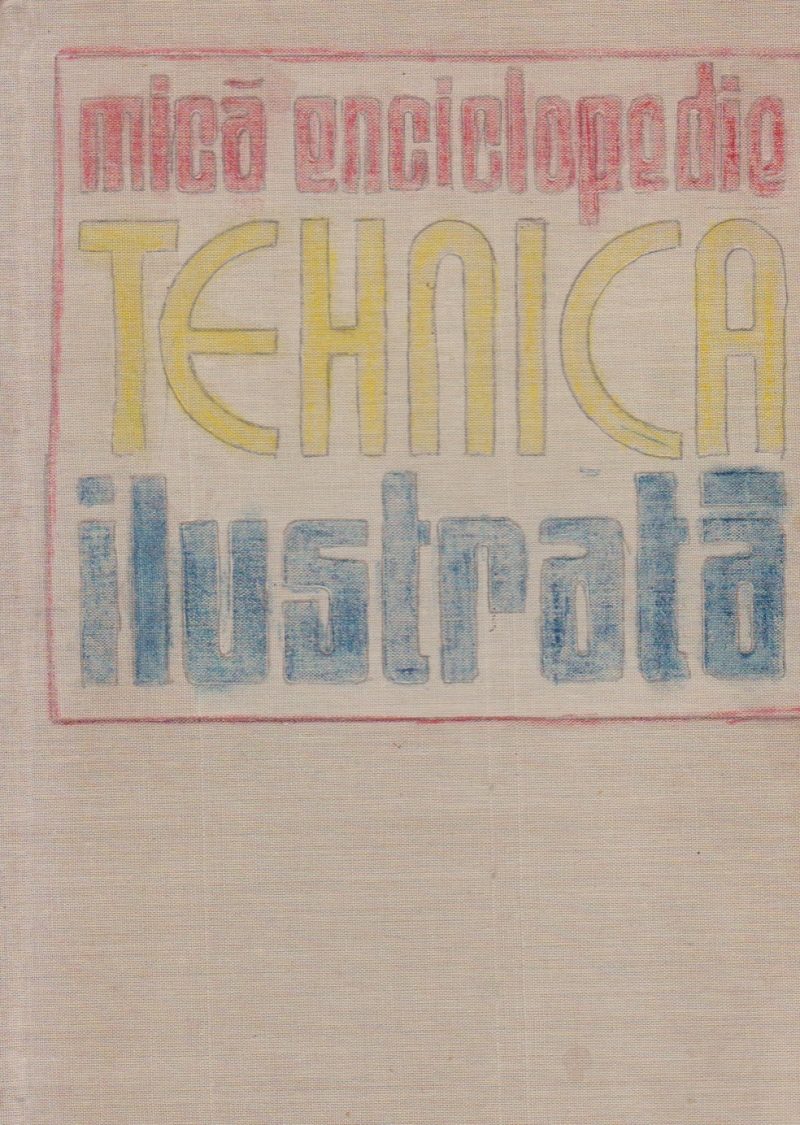 mică enciclopedie
TEHNICA
ilustrată